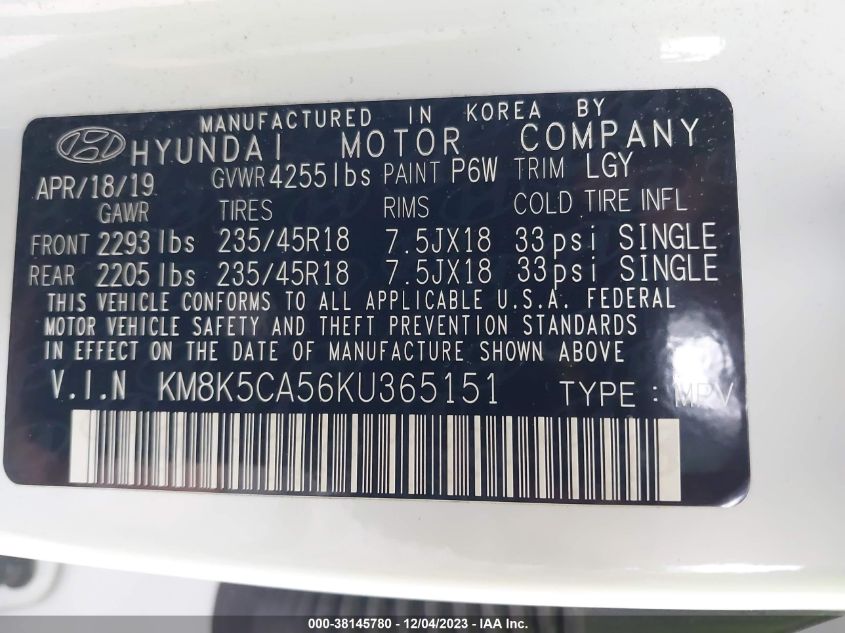 MANUFACTURED IN KOREA BY
HYUNDAI MOTOR COMPANY
APR/18/19 GVWR 4255lbs PAINT P6W TRIM LGY
GAWR TIRES RIMS COLD TIRE INFL
FRONT 2293 lbs 235/45R18 7.5JX18 33psi SINGLE
REAR 2205 lbs 235/45R18 7.5JX18 33psi SINGLE
THIS VEHICLE CONFORMS TO ALL APPLICABLE U.S.A. FEDERAL
MOTOR VEHICLE SAFETY AND THEFT PREVENTION STANDARDS
IN EFFECT ON THE DATE OF MANUFACTURE SHOWN ABOVE.
V.I.N KM8K5CA56KU365151 TYPE : MPV
000-38145780 - 12/04/2023 - IAA Inc.